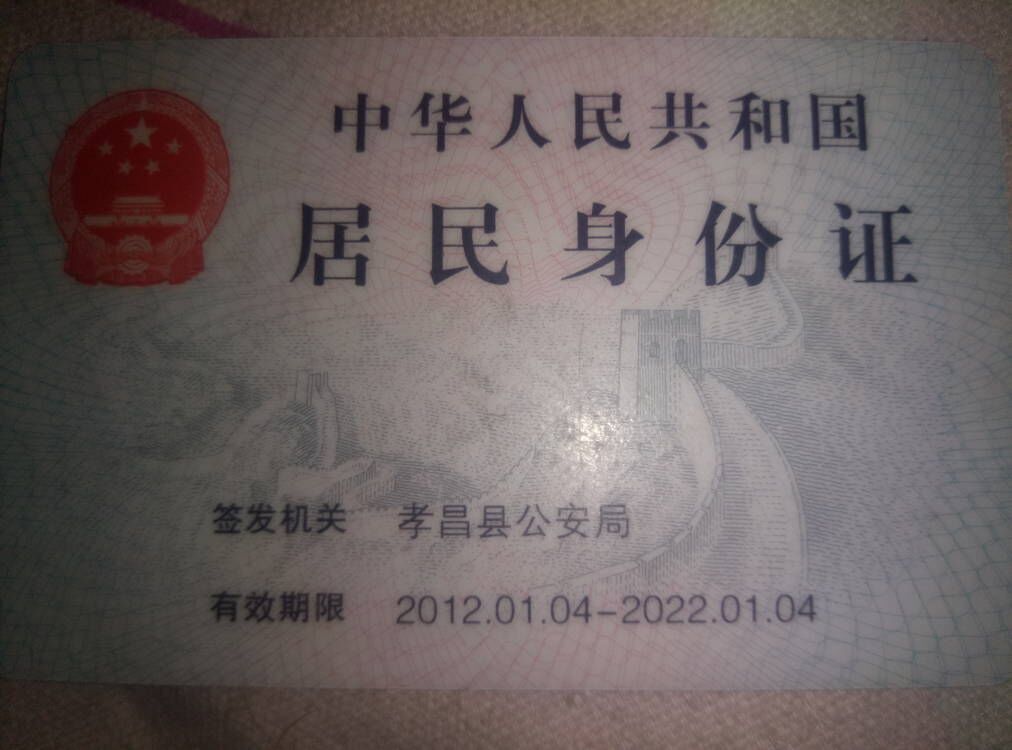 中华人民共和国
居民身份证
签发机关 孝昌县公安局
有效期限 2012.01.04-2022.01.04